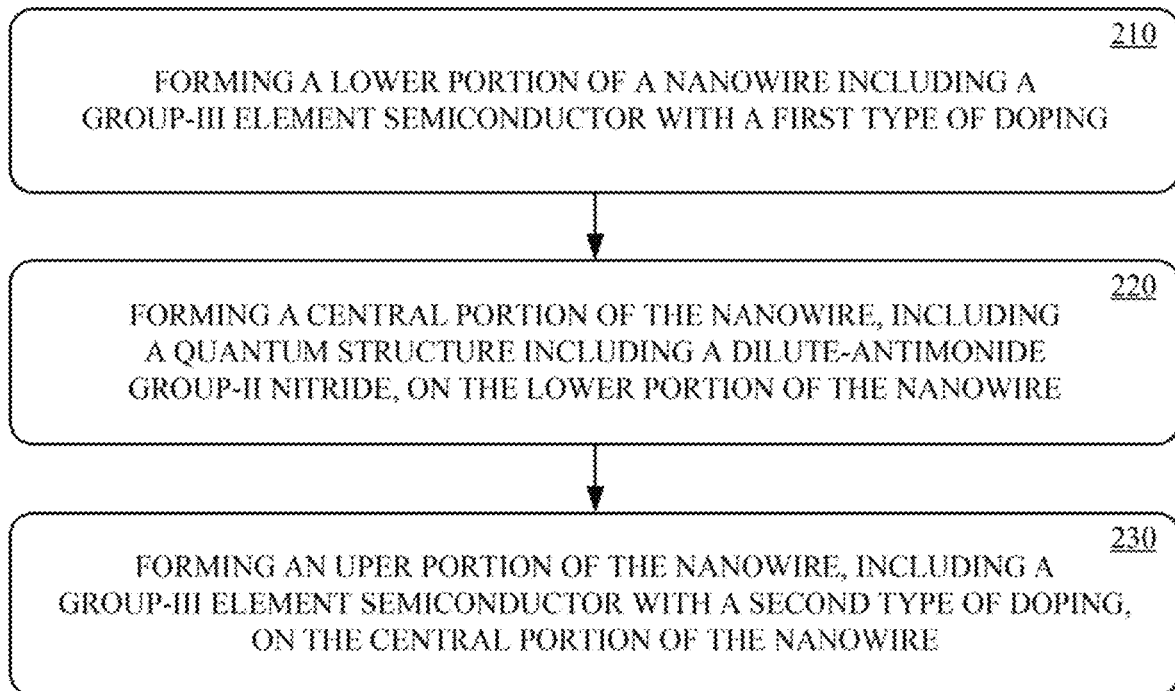 210
FORMING A LOWER PORTION OF A NANOWIRE INCLUDING A
GROUP-III ELEMENT SEMICONDUCTOR WITH A FIRST TYPE OF DOPING
220
FORMING A CENTRAL PORTION OF THE NANOWIRE, INCLUDING
A QUANTUM STRUCTURE INCLUDING A DILUTE-ANTIMONIDE
GROUP-II NITRIDE, ON THE LOWER PORTION OF THE NANOWIRE
230
FORMING AN UPER PORTION OF THE NANOWIRE, INCLUDING A
GROUP-III ELEMENT SEMICONDUCTOR WITH A SECOND TYPE OF DOPING,
ON THE CENTRAL PORTION OF THE NANOWIRE